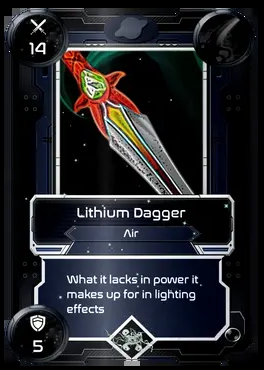 14
Lithium Dagger
Air
What it lacks in power it
makes up for in lighting
effects
5